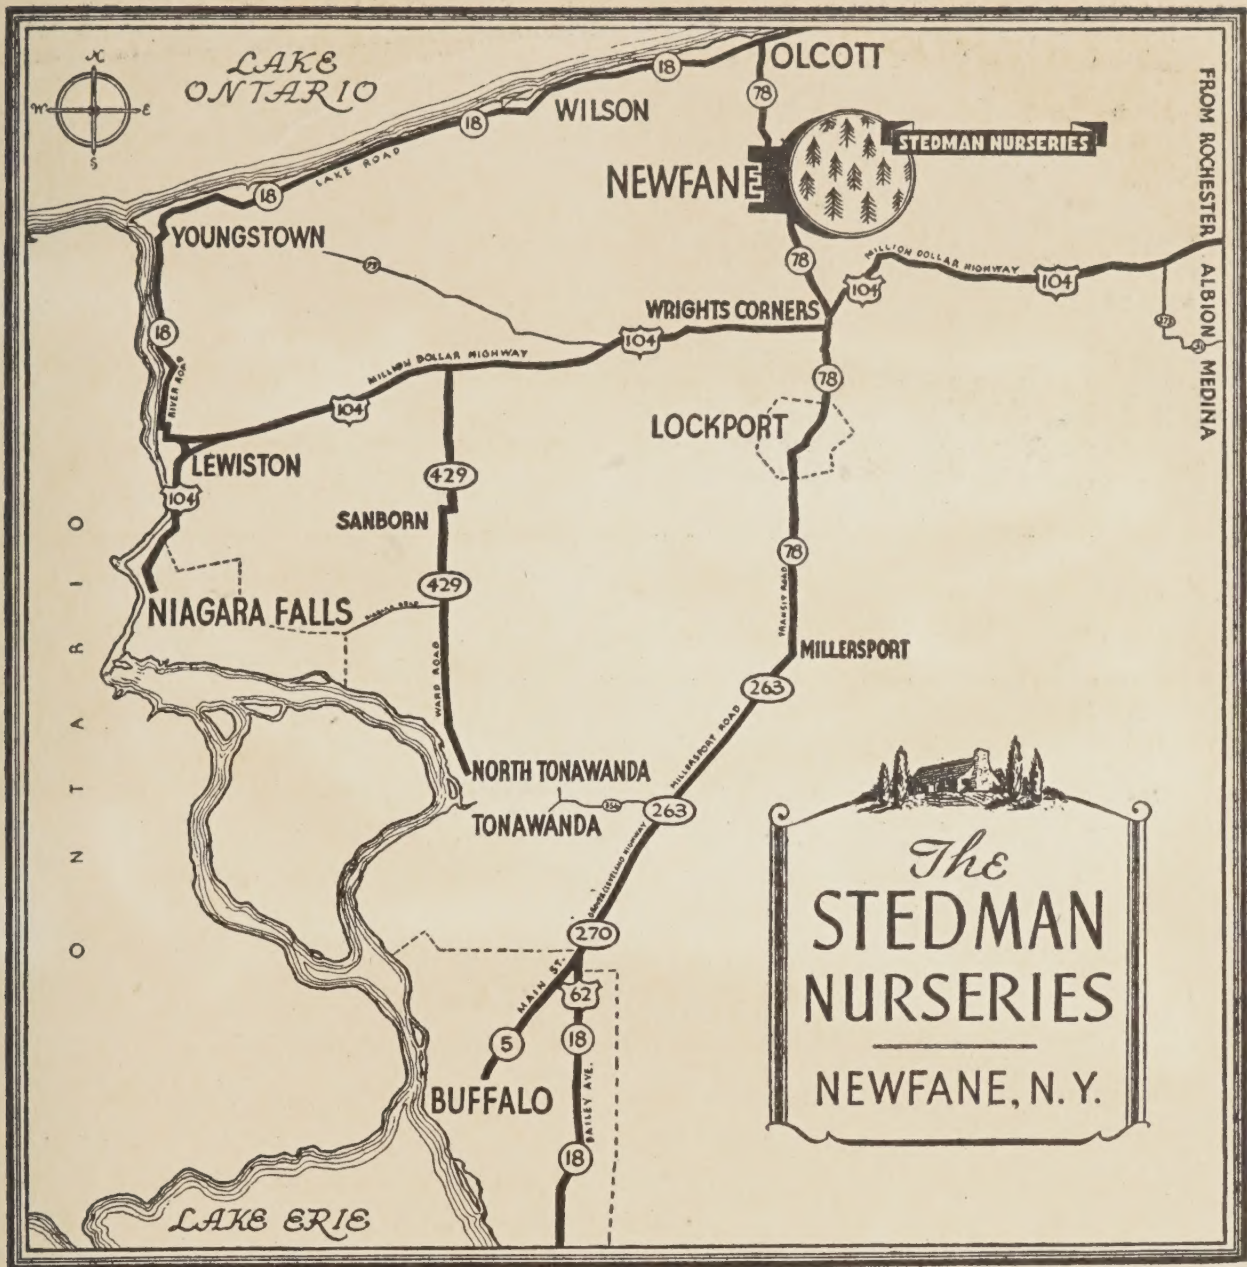 N
W
E
S
LAKE
ONTARIO
18
OLCOTT
78
WILSON
18
LAKE ROAD
18
STEDMAN NURSERIES
NEWFANE
FROM ROCHESTER ALBION MEDINA
YOUNGSTOWN
78
MILLION DOLLAR HIGHWAY
104
104
WRIGHTS CORNERS
18
104
MILLION DOLLAR HIGHWAY
RIVER ROAD
78
104
LOCKPORT
LEWISTON
429
104
SANBORN
78
429
TRANSIT ROAD
NIAGARA FALLS
WARD ROAD
MILLERSPORT
263
MILLERSPORT ROAD
NORTH TONAWANDA
263
TONAWANDA
GROVER CLEVELAND HIGHWAY
270
ONTARIO
MAIN ST.
62
5
18
BUFFALO
BAILEY AVE.
18
LAKE ERIE
The
STEDMAN
NURSERIES
NEWFANE, N.Y.